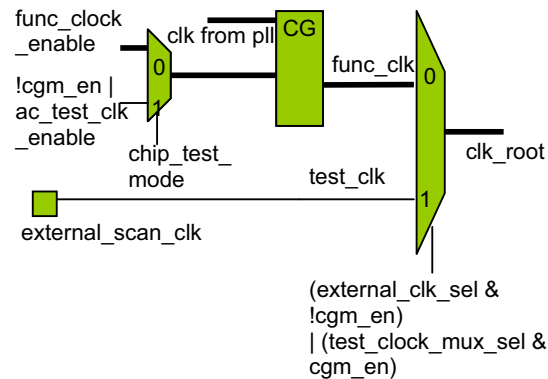 func_clock
_enable
clk from pll
CG
0
func_clk
0
!cgm_en |
ac_test_clk
_enable
1
chip_test_
mode
clk_root
test_clk
1
external_scan_clk
(external_clk_sel &
!cgm_en)
| (test_clock_mux_sel &
cgm_en)